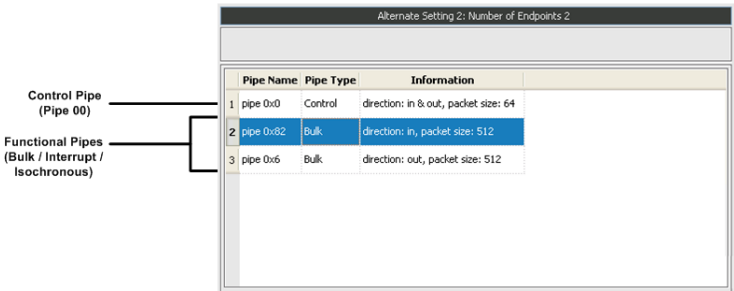 Alternate Setting 2: Number of Endpoints 2
Pipe Name Pipe Type Information
Control Pipe
(Pipe 00)
1 pipe 0x0 Control direction: in & out, packet size: 64
Functional Pipes
(Bulk / Interrupt /
Isochronous)
2 pipe 0x82 Bulk direction: in, packet size: 512
3 pipe 0x6 Bulk direction: out, packet size: 512